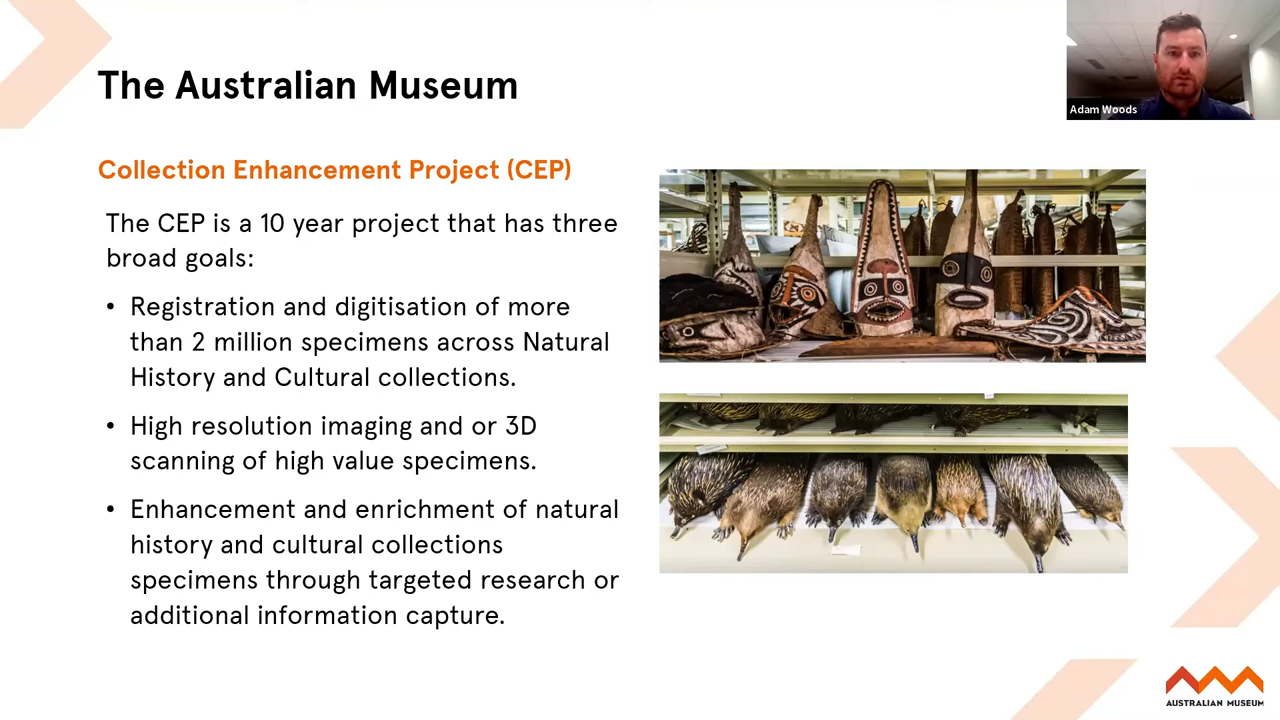 The Australian Museum
Adam Woods
Collection Enhancement Project (CEP)
The CEP is a 10 year project that has three
broad goals:
• Registration and digitisation of more
than 2 million specimens across Natural
History and Cultural collections.
• High resolution imaging and or 3D
scanning of high value specimens.
• Enhancement and enrichment of natural
history and cultural collections
specimens through targeted research or
additional information capture.
AUSTRALIAN MUSEUM